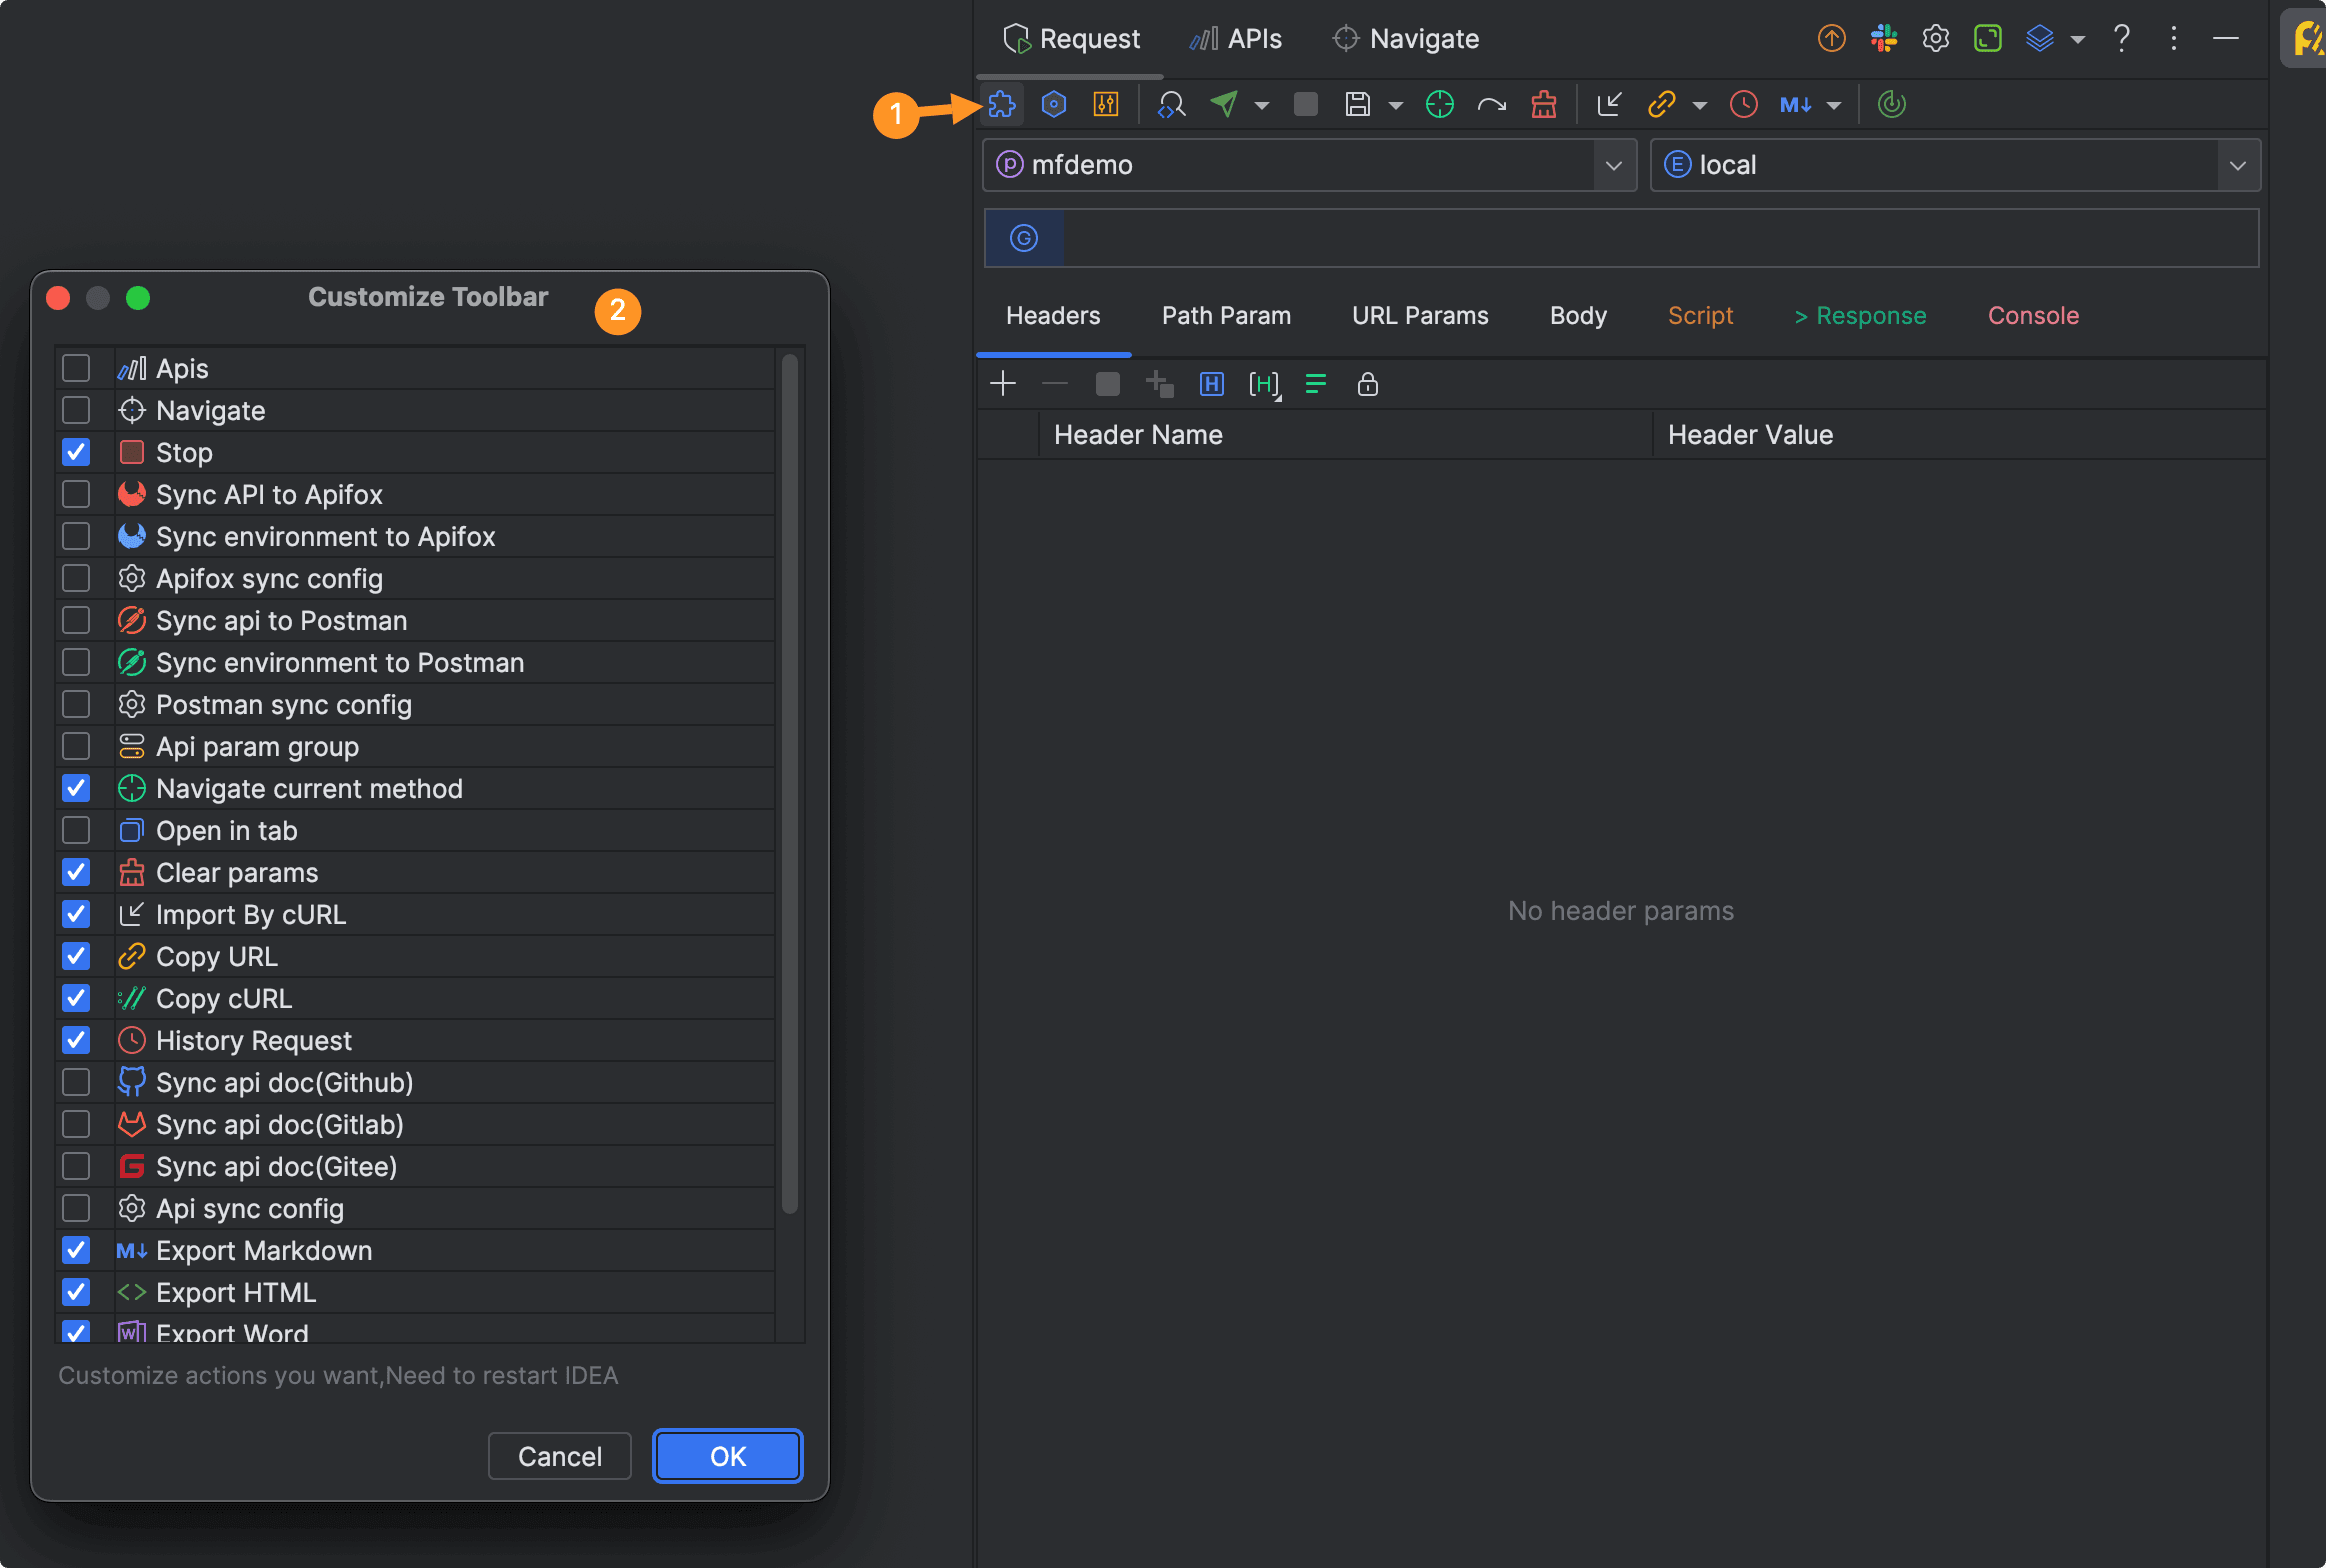 Request APIs Navigate
1
M↓
P mfdemo E local
G
Customize Toolbar 2
Headers Path Param URL Params Body Script > Response Console
H [H]
Header Name Header Value
No header params
Apis
Navigate
Stop
Sync API to Apifox
Sync environment to Apifox
Apifox sync config
Sync api to Postman
Sync environment to Postman
Postman sync config
Api param group
Navigate current method
Open in tab
Clear params
Import By cURL
Copy URL
Copy cURL
History Request
Sync api doc(Github)
Sync api doc(Gitlab)
Sync api doc(Gitee)
Api sync config
M↓ Export Markdown
<> Export HTML
W Export Word
Customize actions you want,Need to restart IDEA
Cancel OK